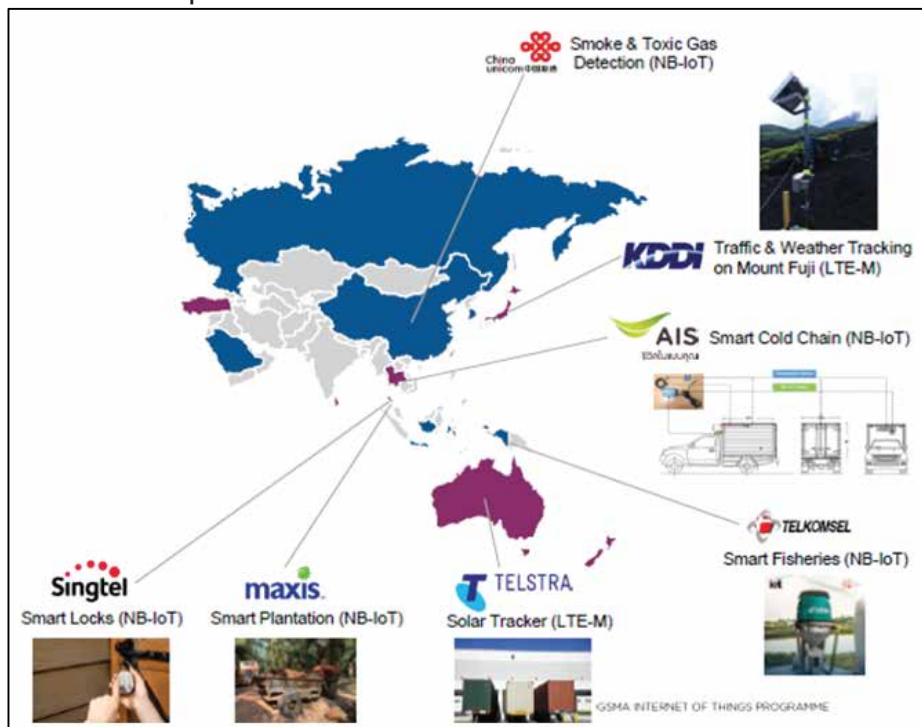 China
unicom中国联通
Smoke & Toxic Gas
Detection (NB-IoT)
KDDI
Traffic & Weather Tracking
on Mount Fuji (LTE-M)
AIS
Smart Cold Chain (NB-IoT)
TELKOMSEL
Smart Fisheries (NB-IoT)
Singtel
Smart Locks (NB-IoT)
maxis
Smart Plantation (NB-IoT)
TELSTRA
Solar Tracker (LTE-M)
GSMA INTERNET OF THINGS PROGRAMME